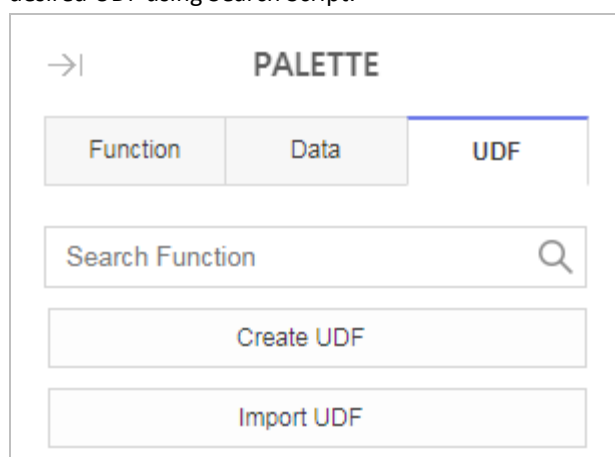 desired UDF using Search Script.
PALETTE
Function Data UDF
Search Function
Create UDF
Import UDF